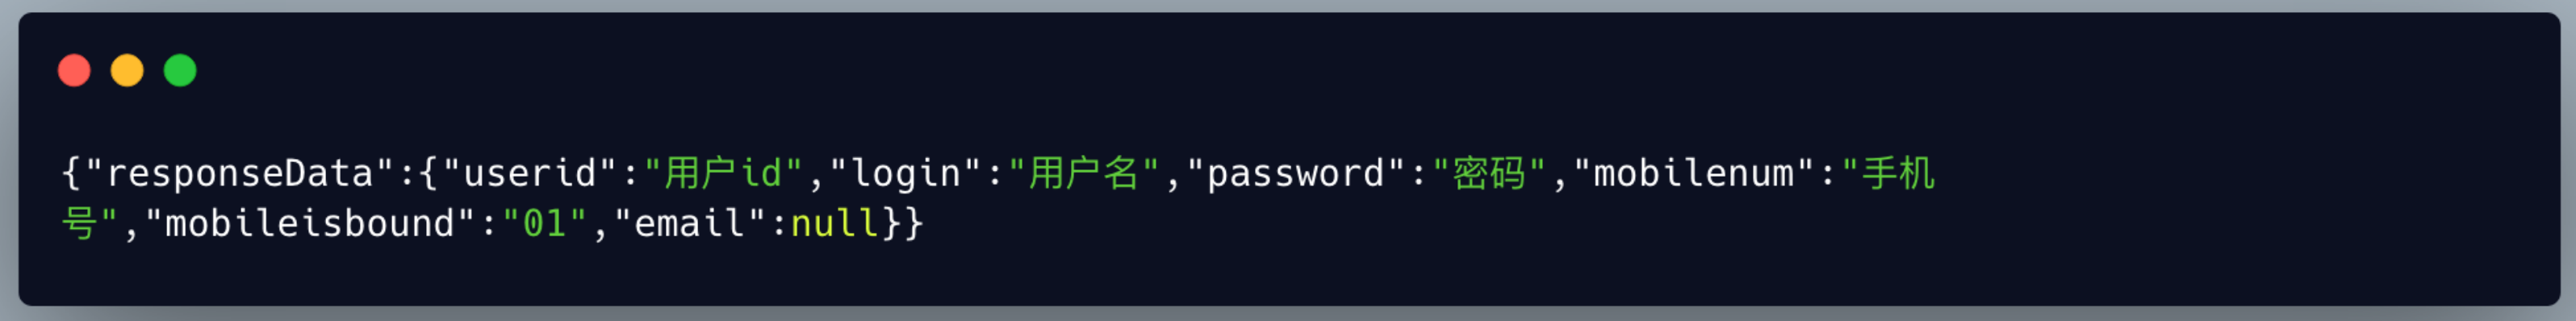 {"responseData":{"userid":"用户id","login":"用户名","password":"密码","mobilenum":"手机
号","mobileisbound":"01","email":null}}